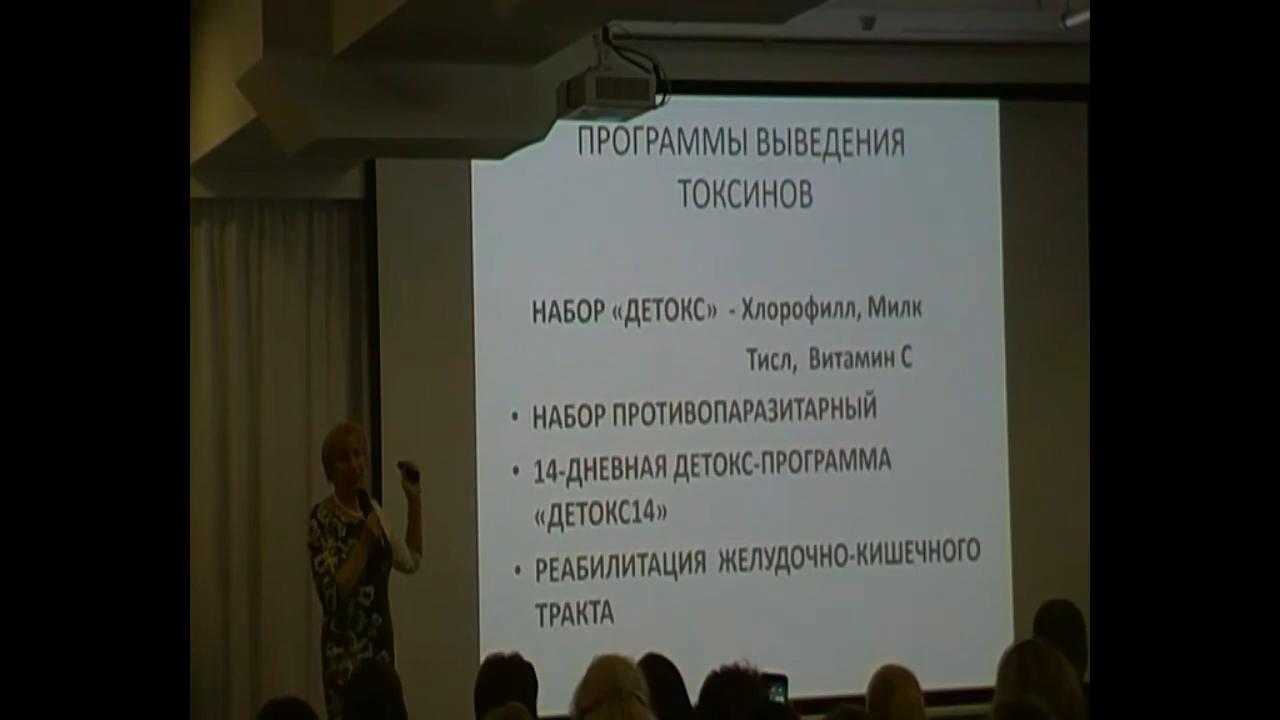 ПРОГРАММЫ ВЫВЕДЕНИЯ
ТОКСИНОВ
НАБОР «ДЕТОКС» - Хлорофилл, Милк
Тисл, Витамин С
• НАБОР ПРОТИВОПАРАЗИТАРНЫЙ
• 14-ДНЕВНАЯ ДЕТОКС-ПРОГРАММА
«ДЕТОКС14»
• РЕАБИЛИТАЦИЯ ЖЕЛУДОЧНО-КИШЕЧНОГО
ТРАКТА